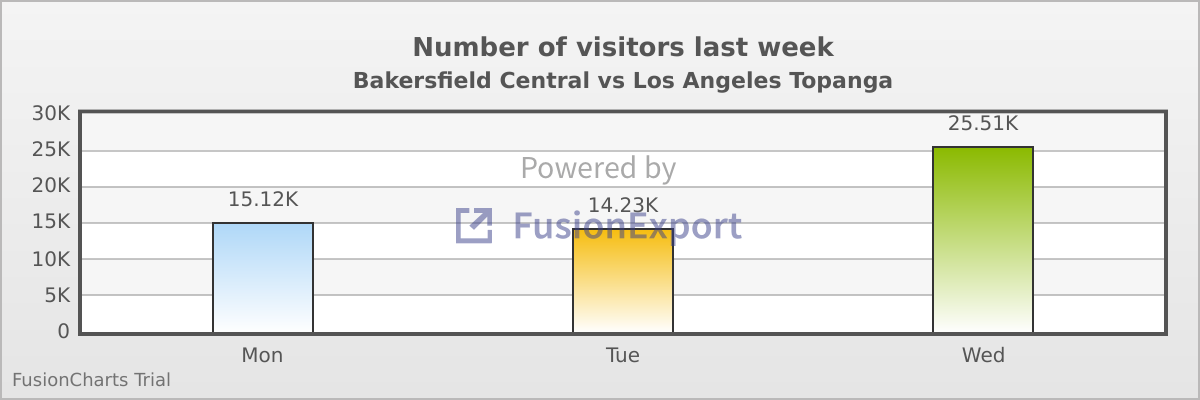 Number of visitors last week
Bakersfield Central vs Los Angeles Topanga
30K
25K
20K
15K
10K
5K
0
15.12K
14.23K
25.51K
Powered by
FusionExport
Mon
Tue
Wed
FusionCharts Trial